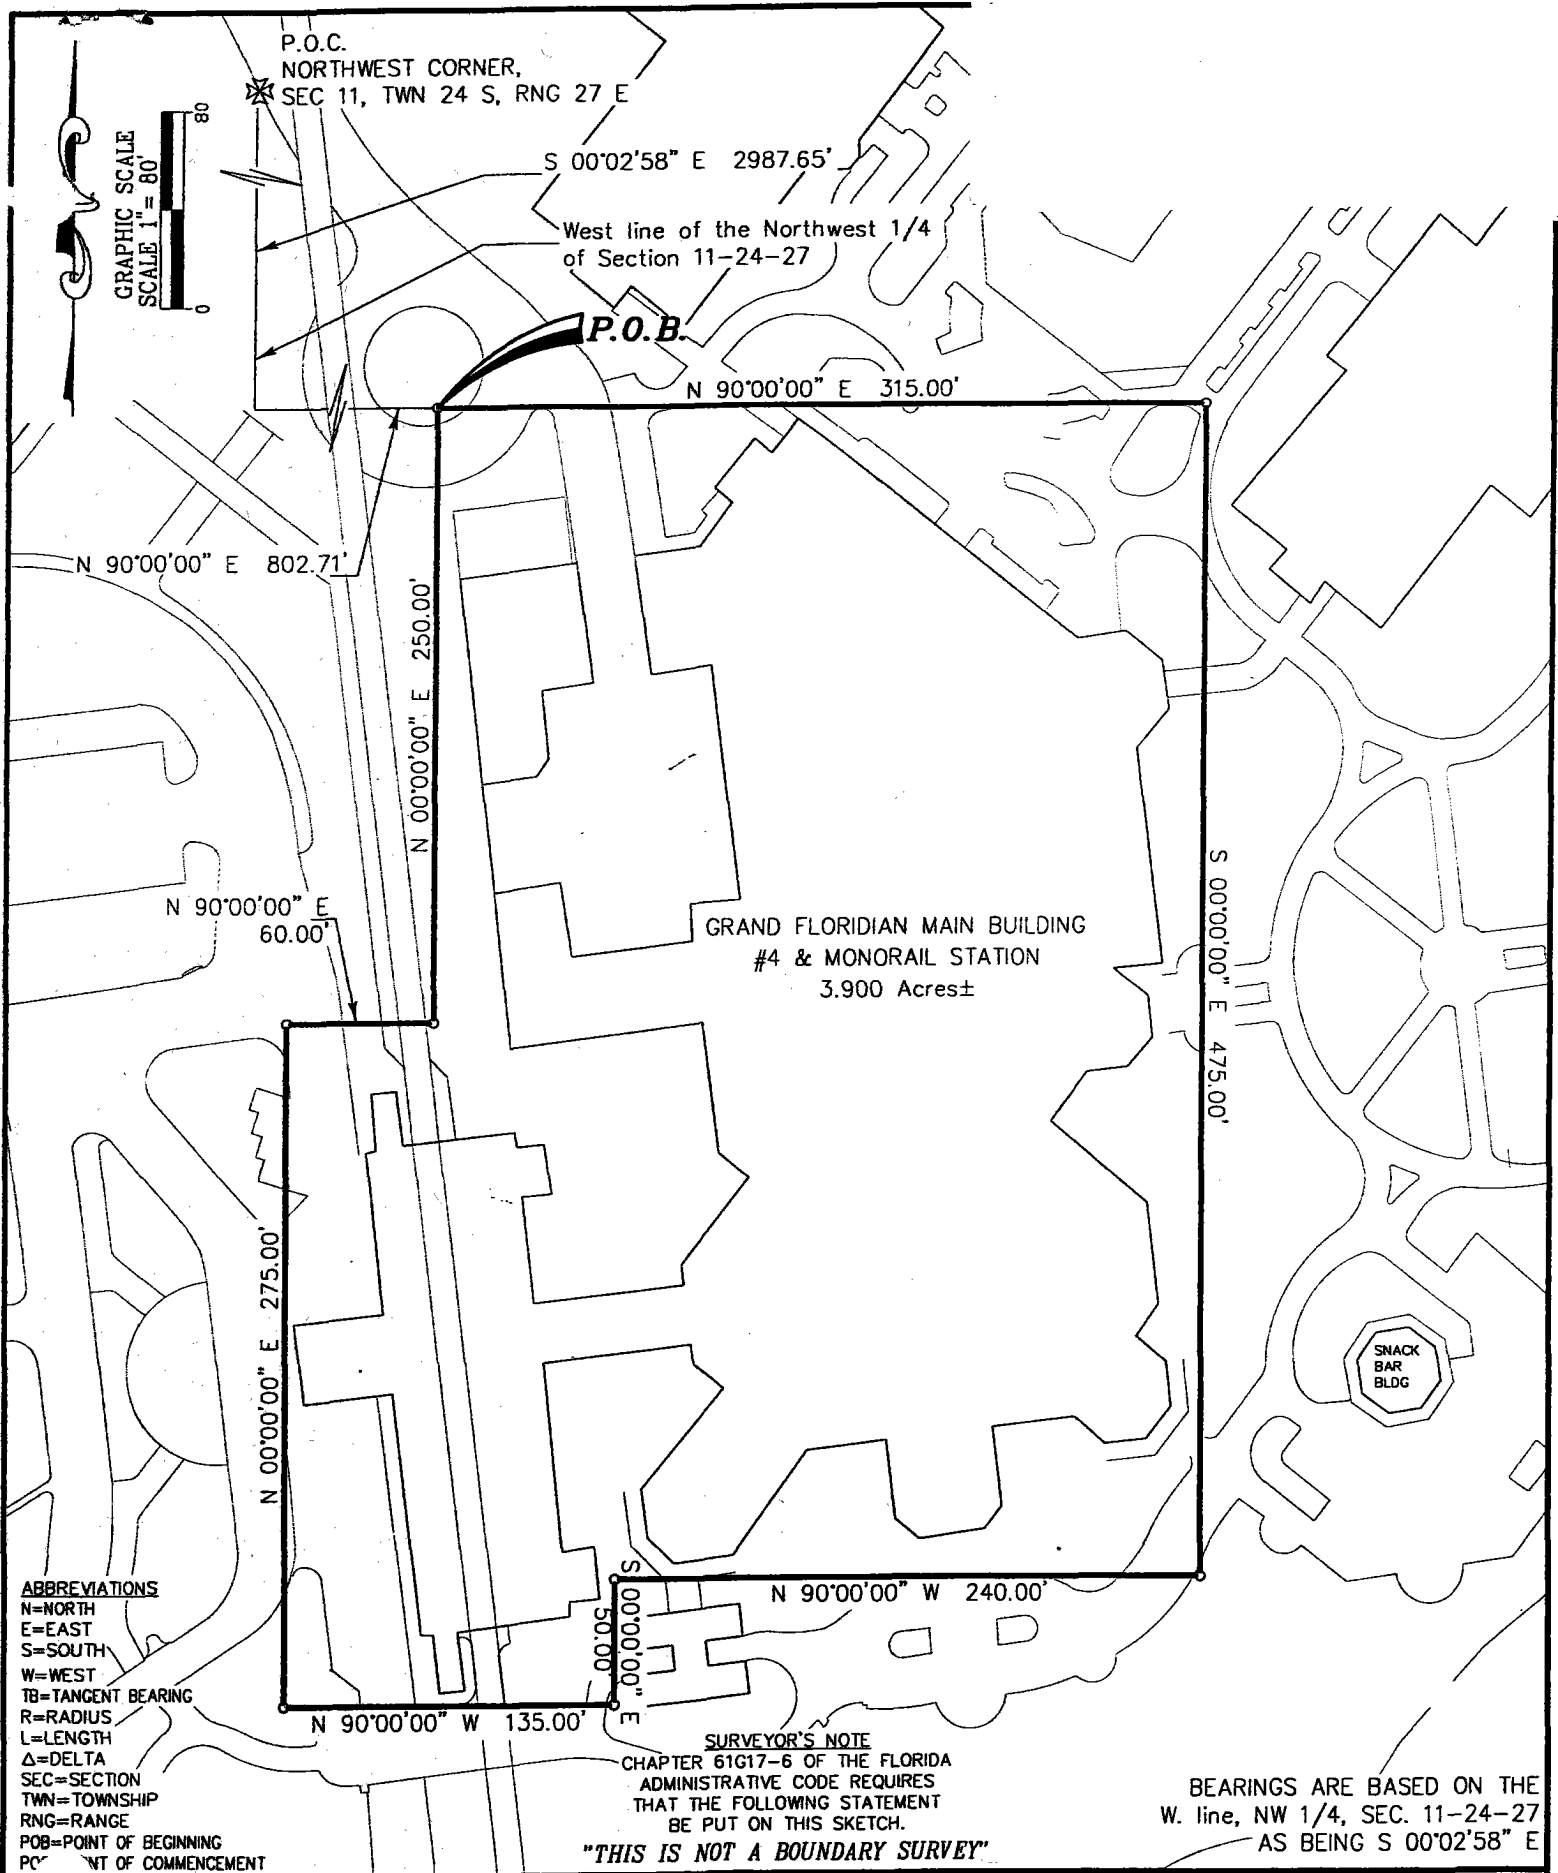 P.O.C.
NORTHWEST CORNER,
SEC 11, TWN 24 S, RNG 27 E
GRAPHIC SCALE
SCALE 1" = 80'
0
80
S 00°02'58" E 2987.65'
West line of the Northwest 1/4
of Section 11-24-27
P.O.B.
N 90°00'00" E 315.00'
N 90°00'00" E 802.71'
N 00°00'00" E 250.00'
N 90°00'00" E
60.00'
GRAND FLORIDIAN MAIN BUILDING
#4 & MONORAIL STATION
3.900 Acres±
S 00°00'00" E 475.00'
N 00°00'00" E 275.00'
SNACK
BAR
BLDG
N 90°00'00" W 240.00'
S 00°00'00" E
50.00'
N 90°00'00" W 135.00'
ABBREVIATIONS
N=NORTH
E=EAST
S=SOUTH
W=WEST
TB=TANGENT BEARING
R=RADIUS
L=LENGTH
Δ=DELTA
SEC=SECTION
TWN=TOWNSHIP
RNG=RANGE
POB=POINT OF BEGINNING
OF COMMENCEMENT
SURVEYOR'S NOTE
CHAPTER 61G17-6 OF THE FLORIDA
ADMINISTRATIVE CODE REQUIRES
THAT THE FOLLOWING STATEMENT
BE PUT ON THIS SKETCH.
"THIS IS NOT A BOUNDARY SURVEY"
BEARINGS ARE BASED ON THE
W. line, NW 1/4, SEC. 11-24-27
AS BEING S 00°02'58" E